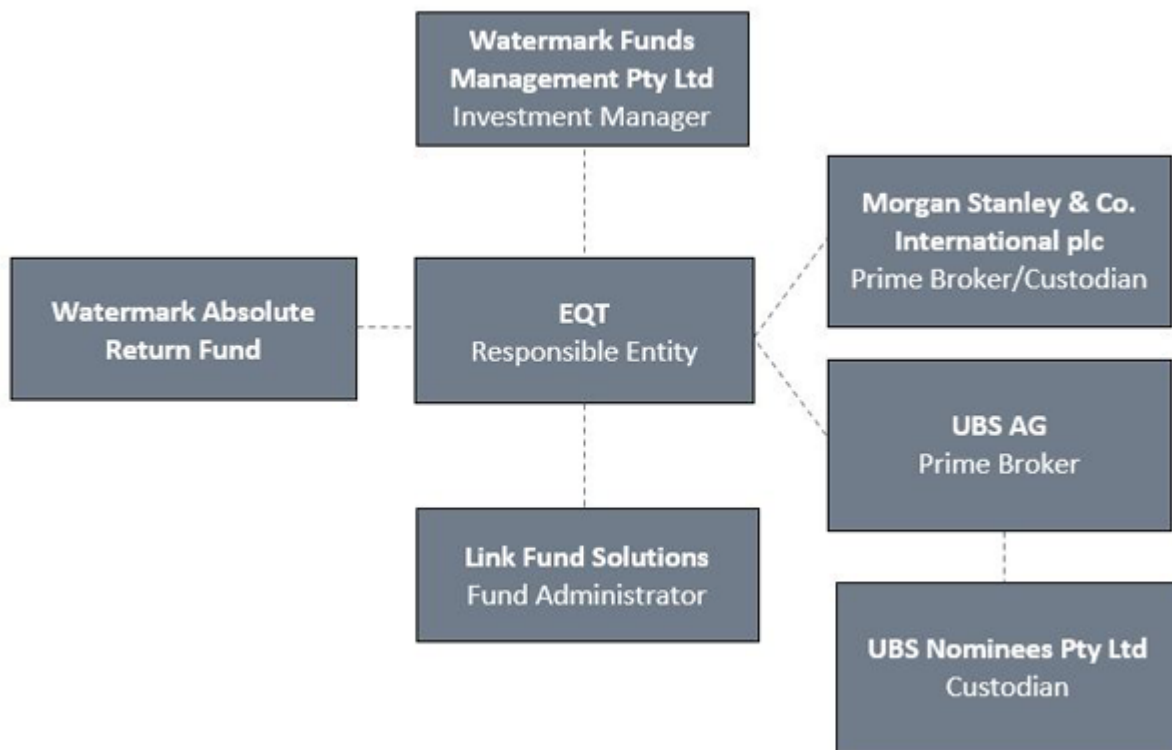 Watermark Funds
Management Pty Ltd
Investment Manager
Morgan Stanley & Co.
International plc
Prime Broker/Custodian
Watermark Absolute
Return Fund
EQT
Responsible Entity
UBS AG
Prime Broker
Link Fund Solutions
Fund Administrator
UBS Nominees Pty Ltd
Custodian